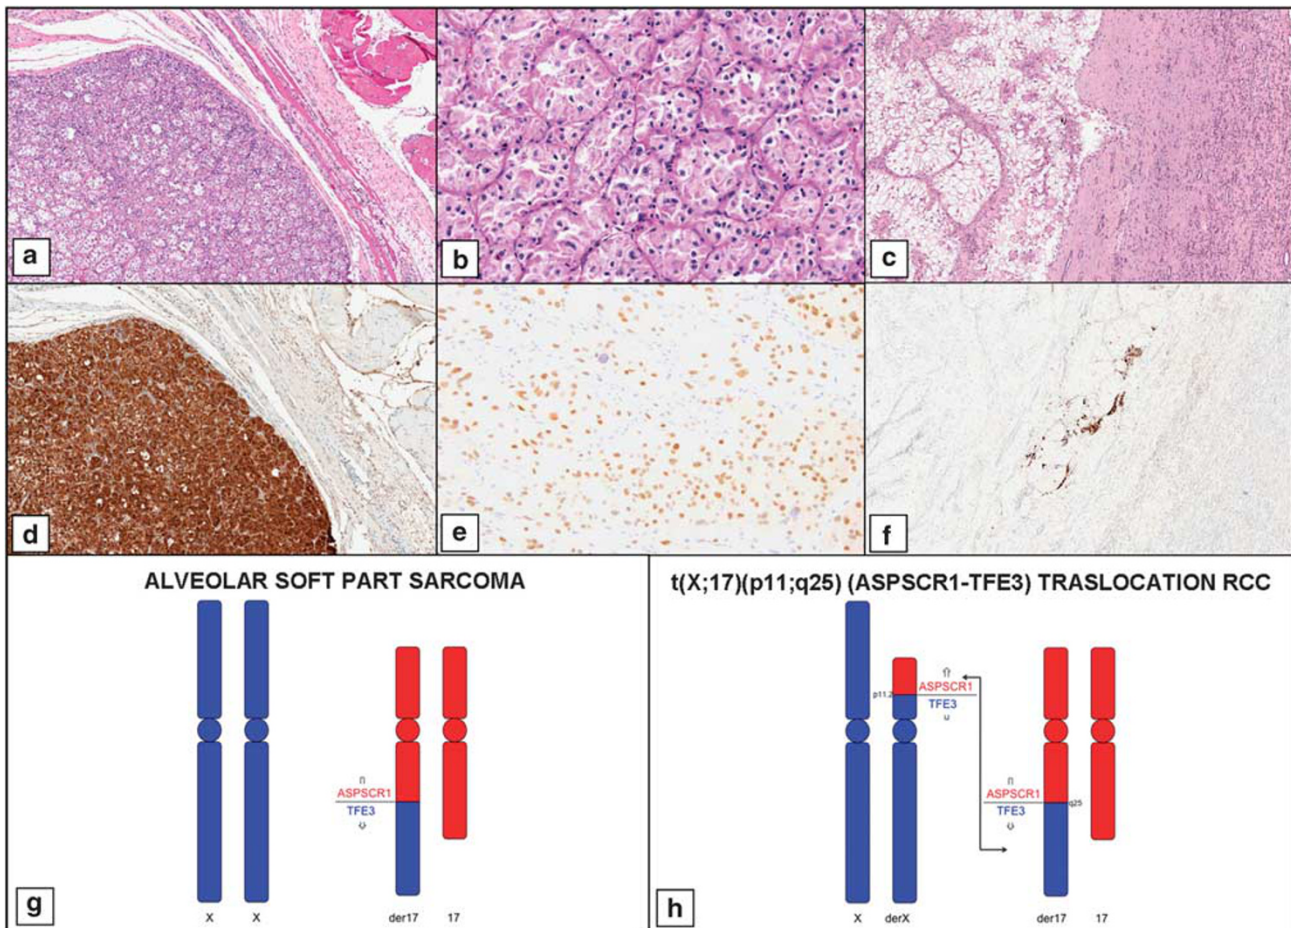 a
b
c
d
e
f
ALVEOLAR SOFT PART SARCOMA
ASPSCR1
TFE3
X
X
der17
17
g
t(X;17)(p11;q25) (ASPSCR1-TFE3) TRASLOCATION RCC
p11.2
ASPSCR1
TFE3
ASPSCR1
TFE3
q25
X
derX
der17
17
h